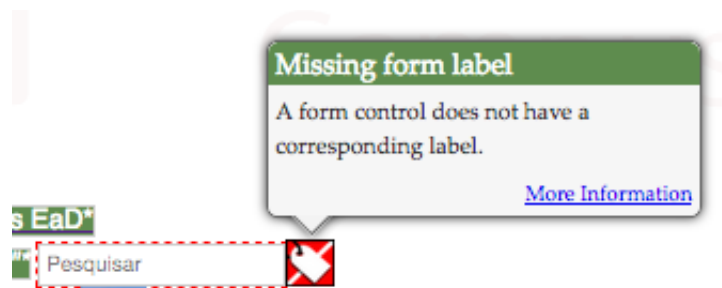 Missing form label
A form control does not have a
corresponding label.
More Information
s EaD*
"*
Pesquisar